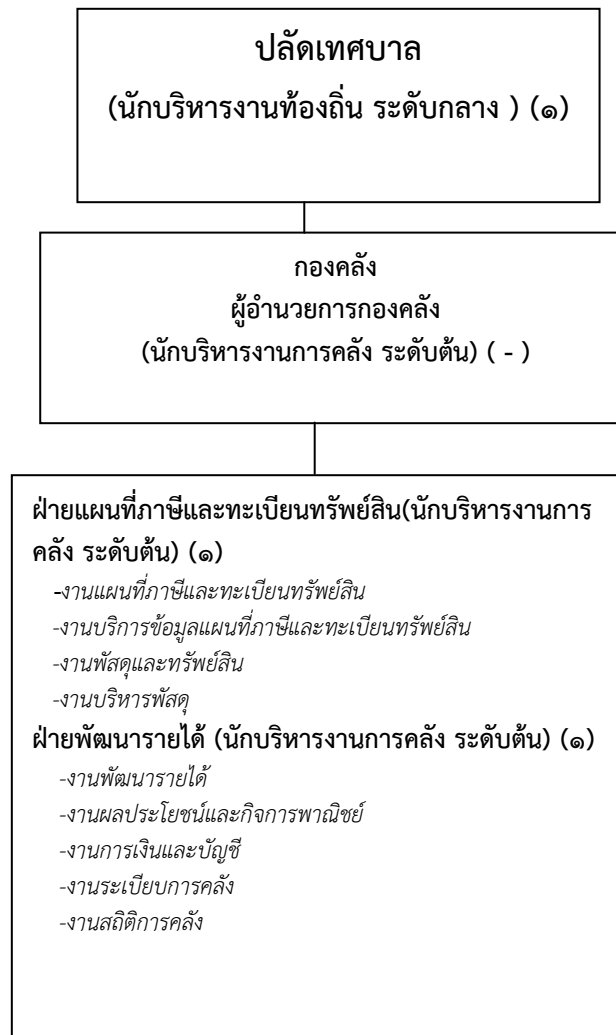 ปลัดเทศบาล
(นักบริหารงานท้องถิ่น ระดับกลาง ) (๑)
กองคลัง
ผู้อำนวยการกองคลัง
(นักบริหารงานการคลัง ระดับต้น) ( - )
ฝ่ายแผนที่ภาษีและทะเบียนทรัพย์สิน(นักบริหารงานการ
คลัง ระดับต้น) (๑)
-งานแผนที่ภาษีและทะเบียนทรัพย์สิน
-งานบริการข้อมูลแผนที่ภาษีและทะเบียนทรัพย์สิน
-งานพัสดุและทรัพย์สิน
-งานบริหารพัสดุ
ฝ่ายพัฒนารายได้ (นักบริหารงานการคลัง ระดับต้น) (๑)
-งานพัฒนารายได้
-งานผลประโยชน์และกิจการพาณิชย์
-งานการเงินและบัญชี
-งานระเบียบการคลัง
-งานสถิติการคลัง